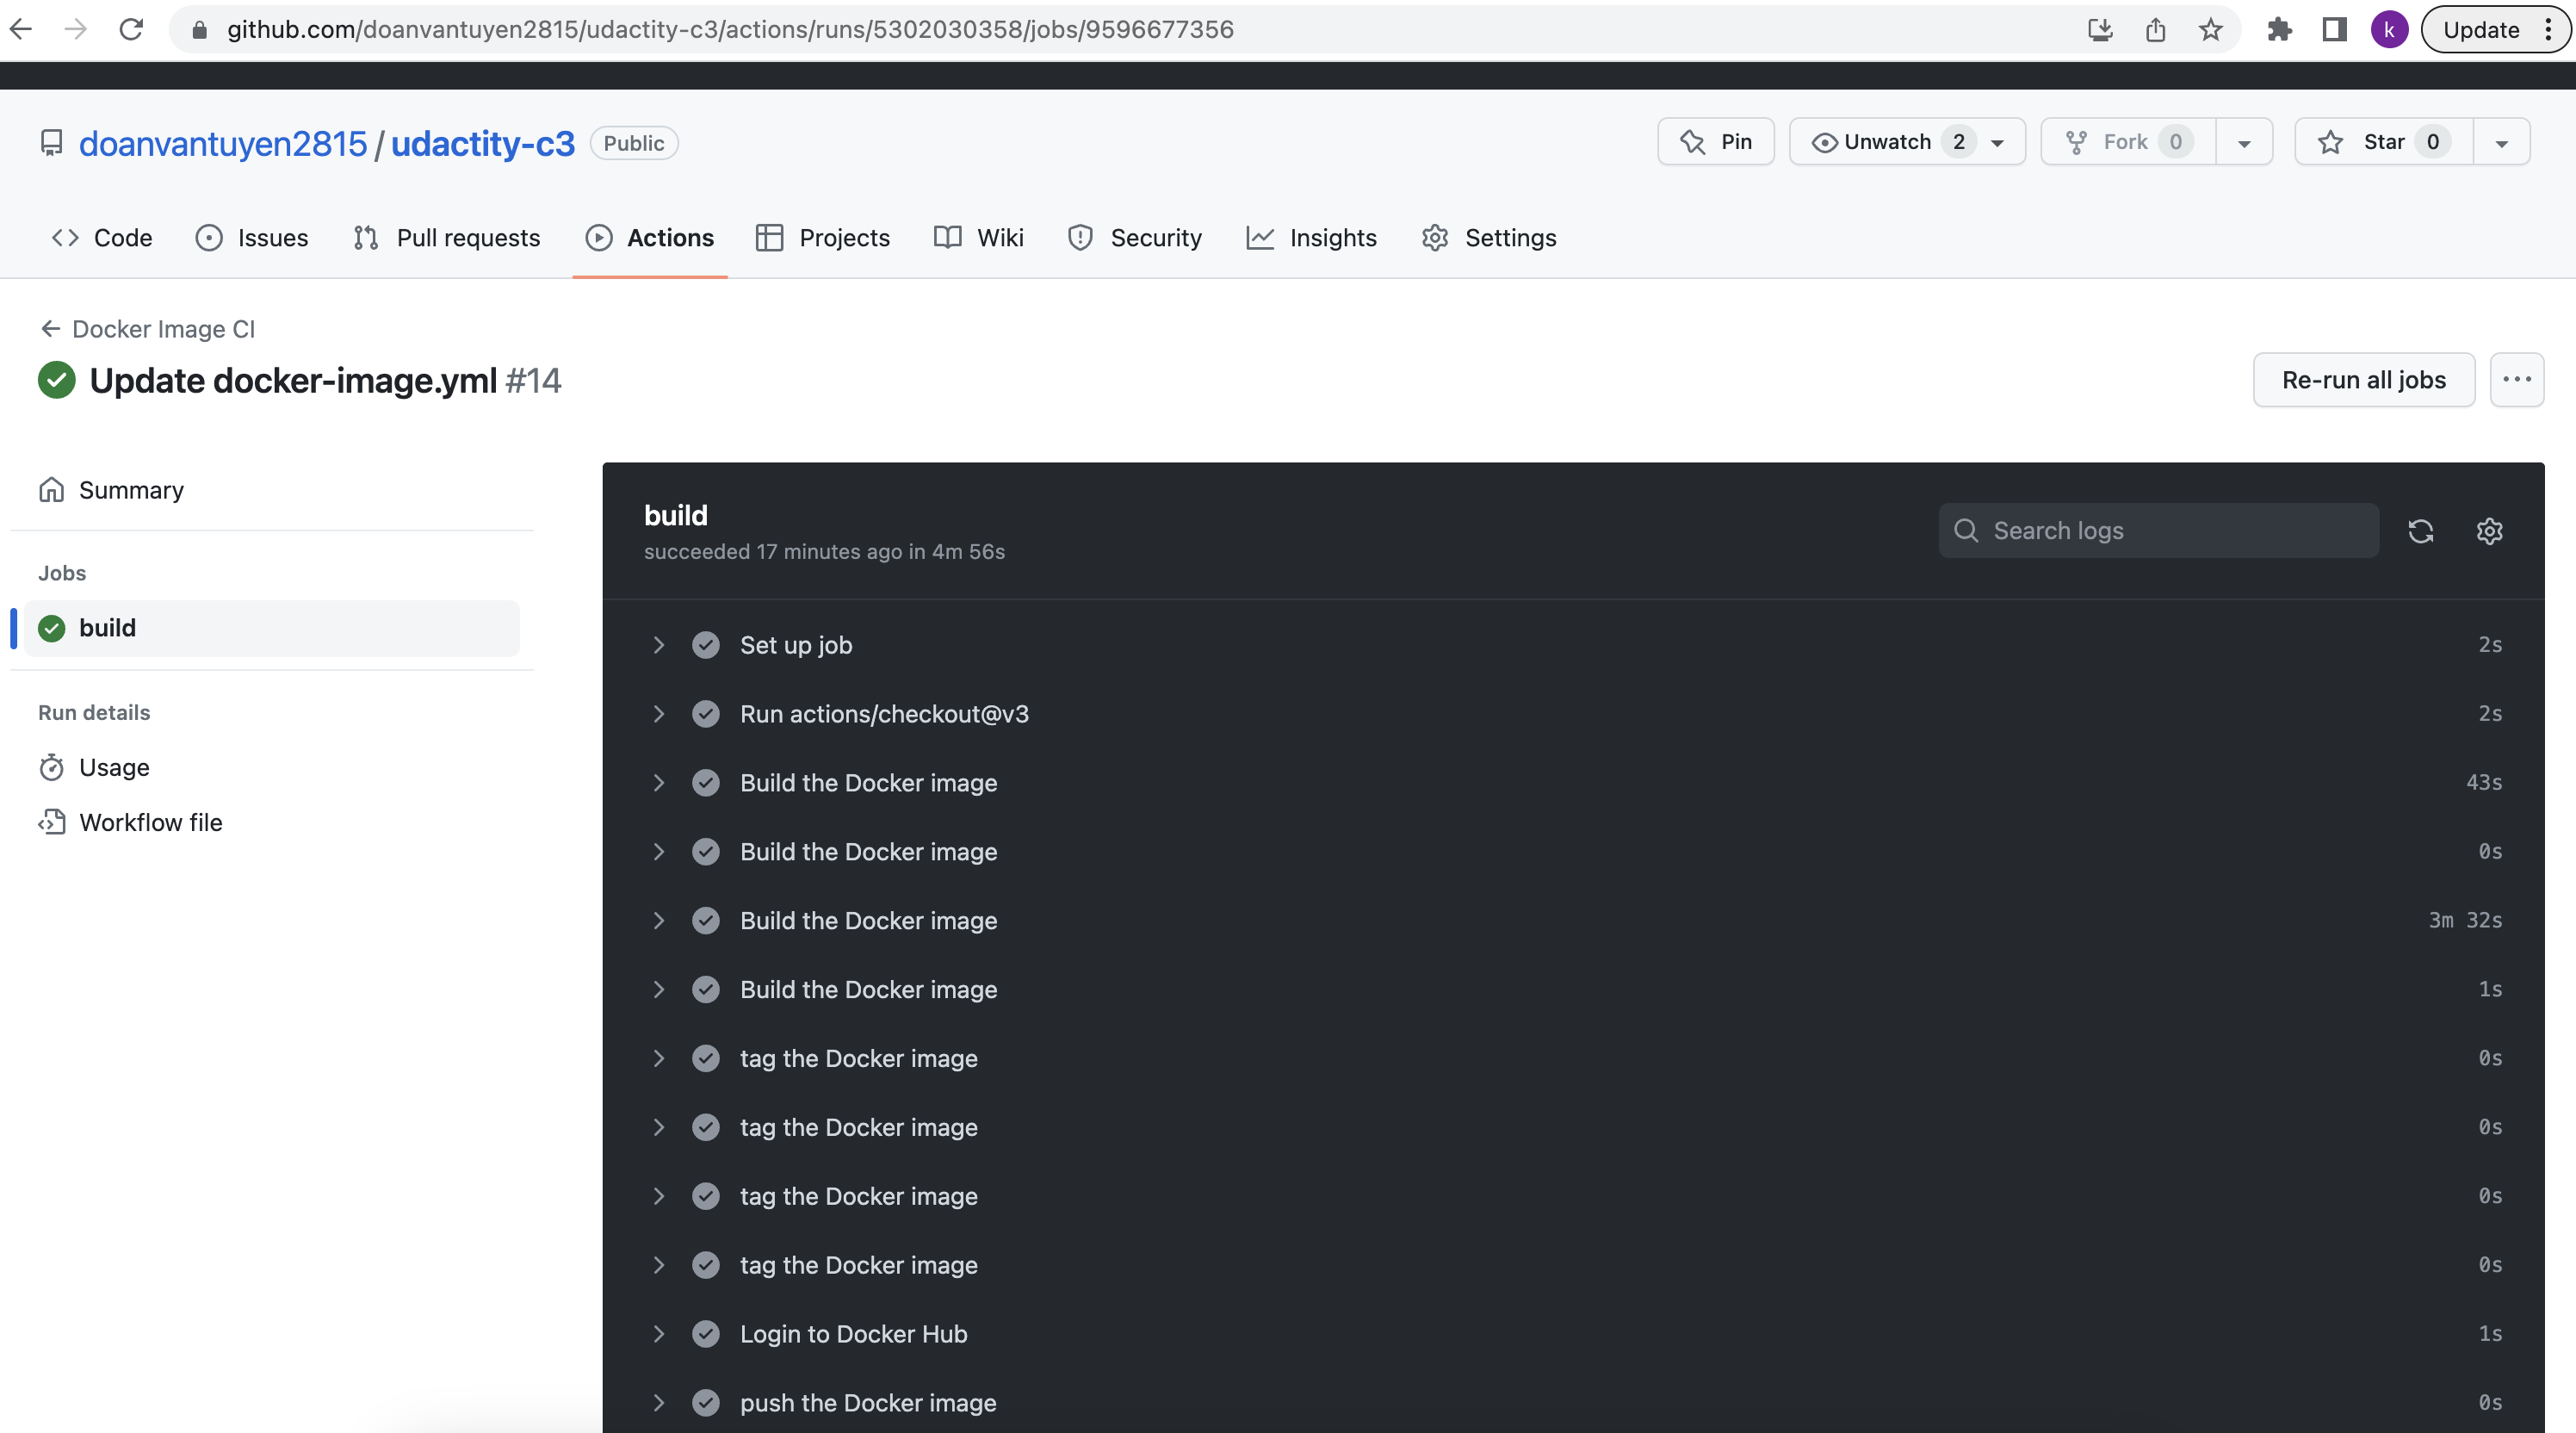 github.com/doanvantuyen2815/udactity-c3/actions/runs/5302030358/jobs/9596677356
k
Update
doanvantuyen2815 / udactity-c3 Public
Pin
Unwatch 2
Fork 0
Star 0
Code
Issues
Pull requests
Actions
Projects
Wiki
Security
Insights
Settings
Docker Image CI
Update docker-image.yml #14
Re-run all jobs
Summary
Jobs
build
Run details
Usage
Workflow file
build
succeeded 17 minutes ago in 4m 56s
Search logs
Set up job 2s
Run actions/checkout@v3 2s
Build the Docker image 43s
Build the Docker image 0s
Build the Docker image 3m 32s
Build the Docker image 1s
tag the Docker image 0s
tag the Docker image 0s
tag the Docker image 0s
tag the Docker image 0s
Login to Docker Hub 1s
push the Docker image 0s